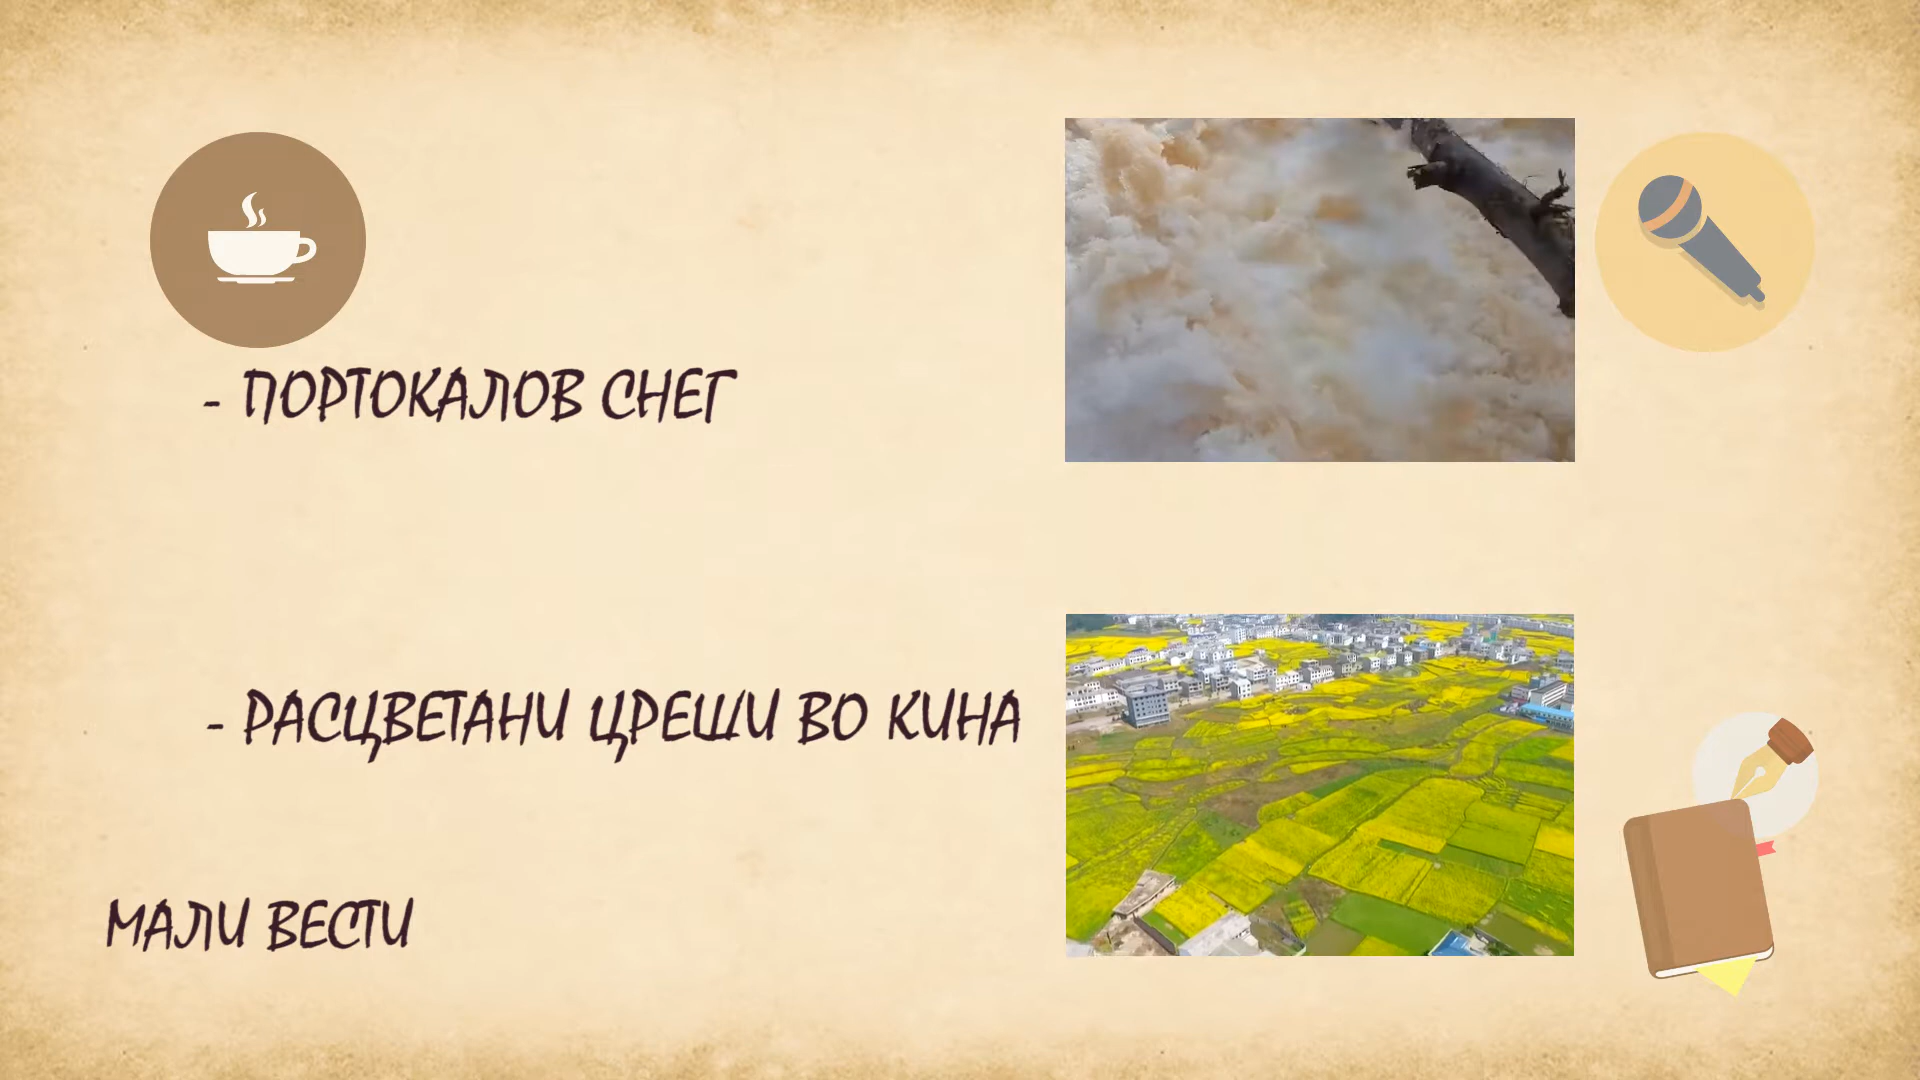 - ПОРТОКАЛОВ СНЕГ
- РАСЦВЕТАНИ ЦРЕШИ ВО КИНА
МАЛИ ВЕСТИ